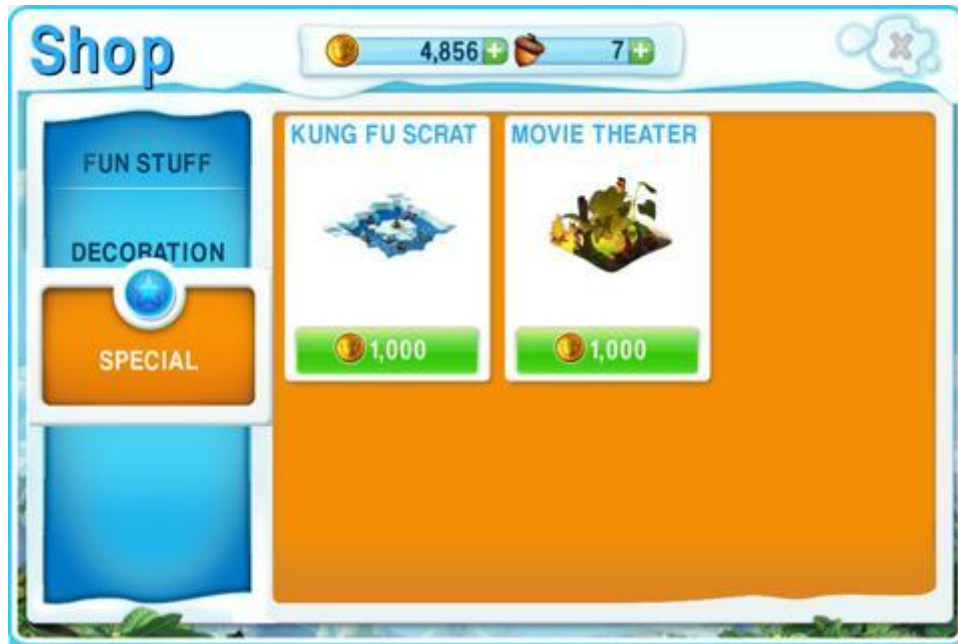 Shop
4,856
7
FUN STUFF
DECORATION
SPECIAL
KUNG FU SCRAT
1,000
MOVIE THEATER
1,000